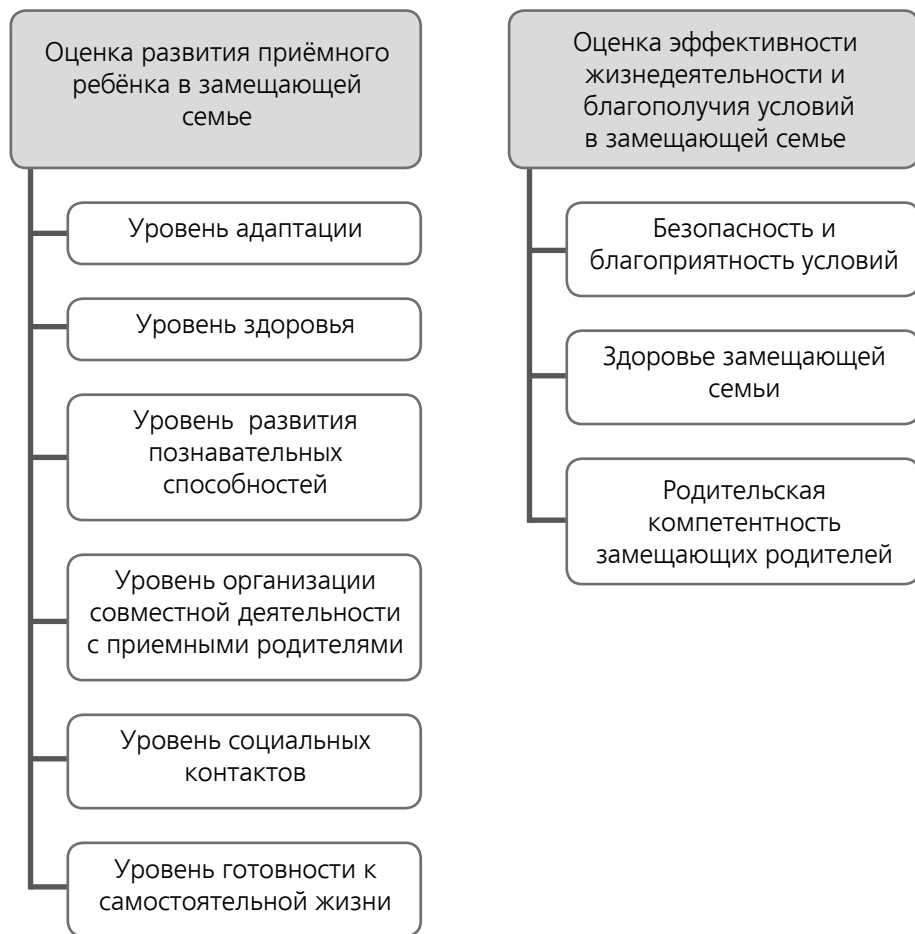 Оценка развития приёмного
ребёнка в замещающей
семье
Уровень адаптации
Уровень здоровья
Уровень развития
познавательных
способностей
Уровень организации
совместной деятельности
с приемными родителями
Уровень социальных
контактов
Уровень готовности к
самостоятельной жизни
Оценка эффективности
жизнедеятельности и
благополучия условий
в замещающей семье
Безопасность и
благоприятность условий
Здоровье замещающей
семьи
Родительская
компетентность
замещающих родителей